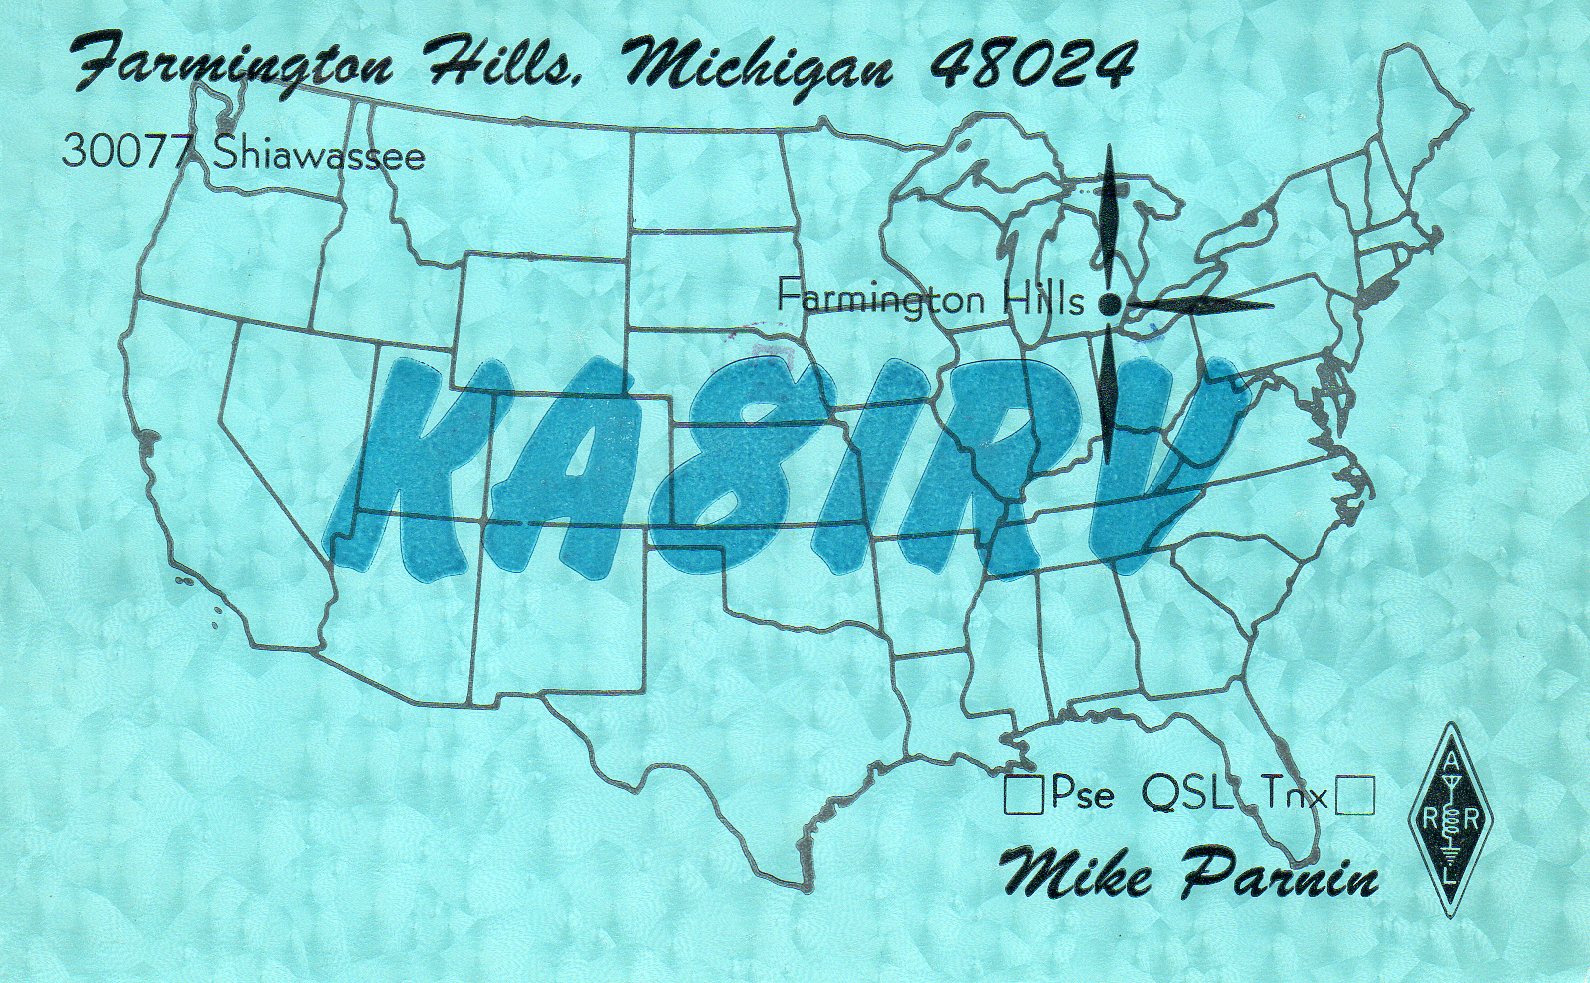 Farmington Hills, Michigan 48024
30077 Shiawassee
Farmington Hills
KA8IRV
Pse QSL Tnx
Mike Parnin
A
R R
L